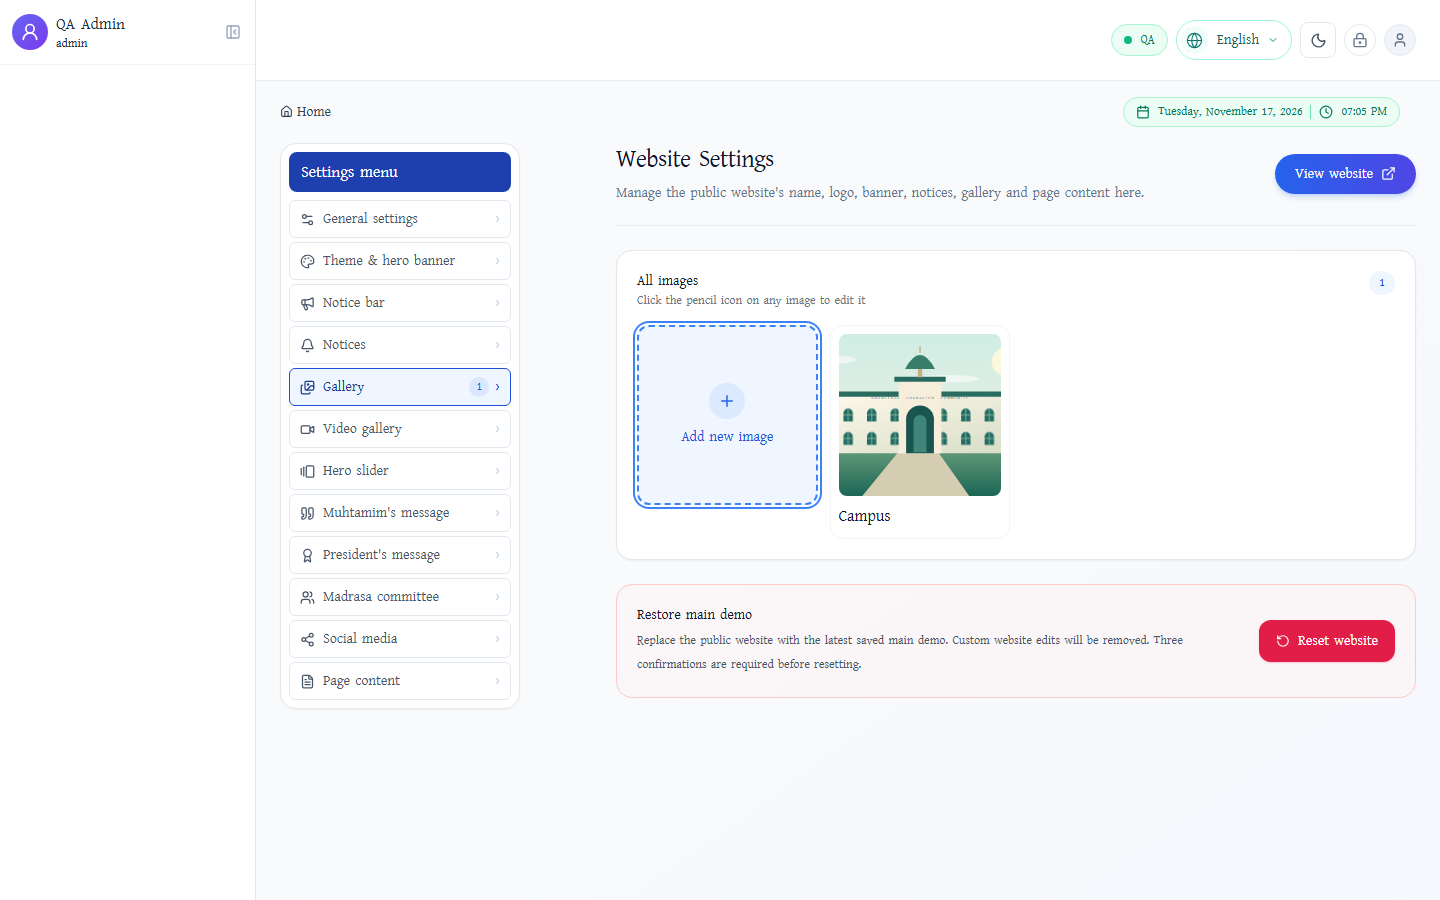 QA Admin
admin
QA
English
Home
Tuesday, November 17, 2026
07:05 PM
Settings menu
General settings
Theme & hero banner
Notice bar
Notices
Gallery
1
Video gallery
Hero slider
Muhtamim's message
President's message
Madrasa committee
Social media
Page content
Website Settings
Manage the public website's name, logo, banner, notices, gallery and page content here.
View website
All images
Click the pencil icon on any image to edit it
1
Add new image
Campus
Restore main demo
Replace the public website with the latest saved main demo. Custom website edits will be removed. Three
confirmations are required before resetting.
Reset website